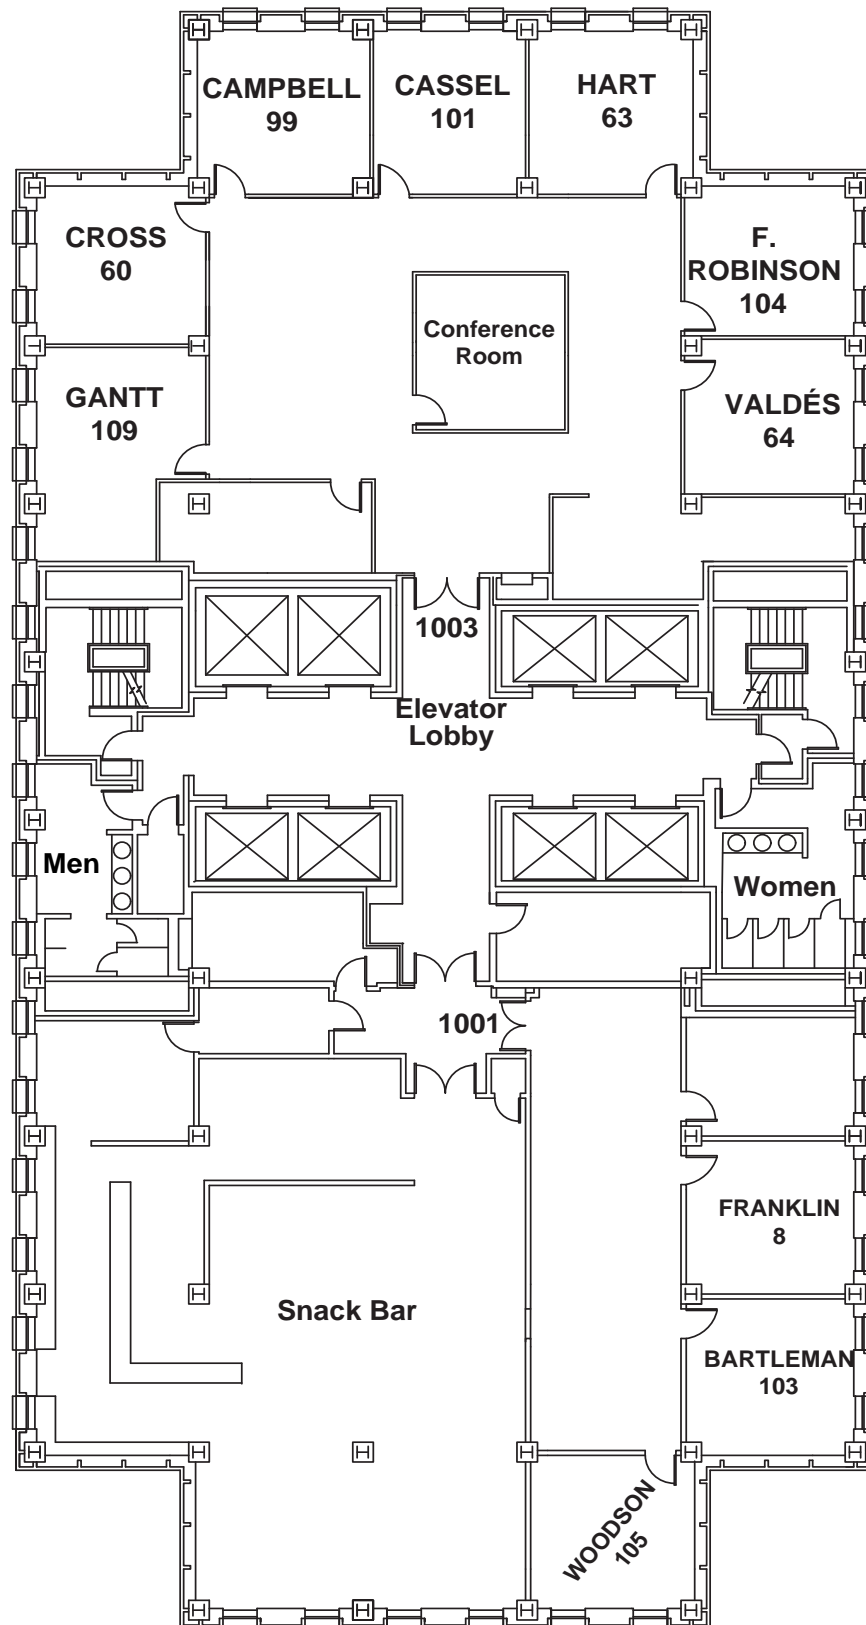 CAMPBELL
99
CASSEL
101
HART
63
CROSS
60
F.
ROBINSON
104
Conference
Room
GANTT
109
VALDÉS
64
1003
Elevator
Lobby
Men
Women
1001
FRANKLIN
8
Snack Bar
BARTLEMAN
103
WOODSON
105